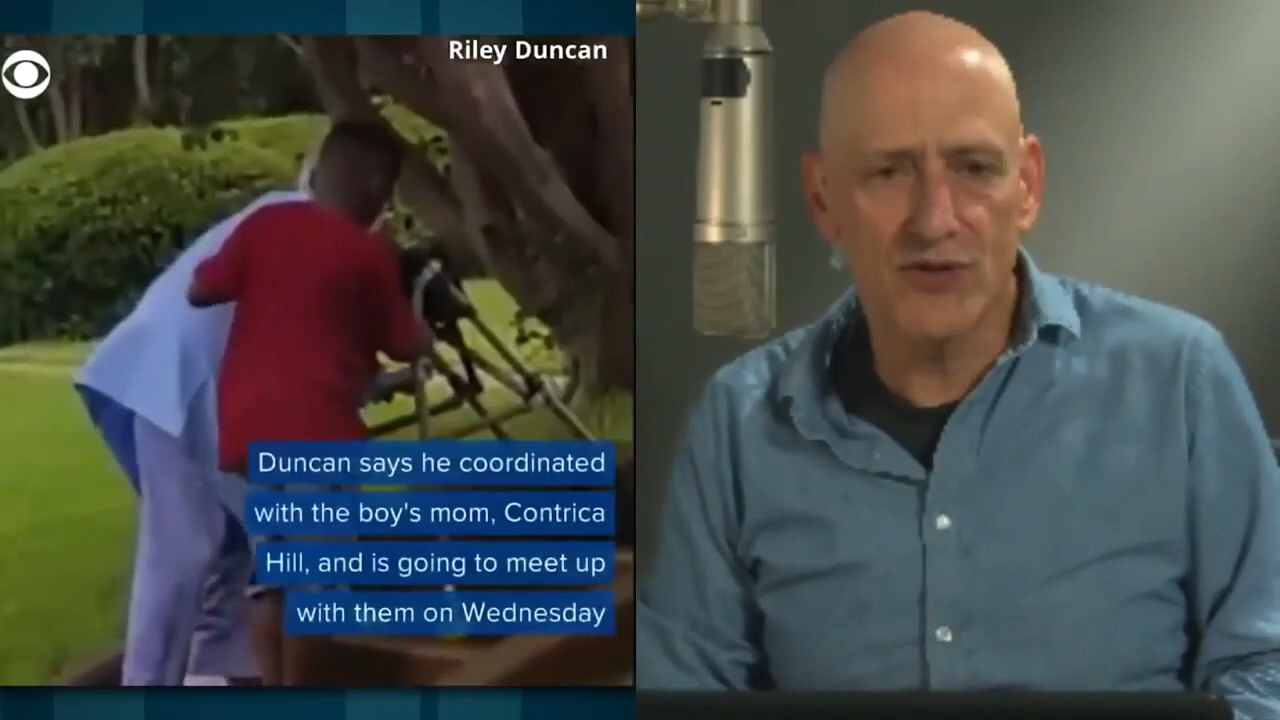 Riley Duncan
Duncan says he coordinated
with the boy's mom, Contrica
Hill, and is going to meet up
with them on Wednesday